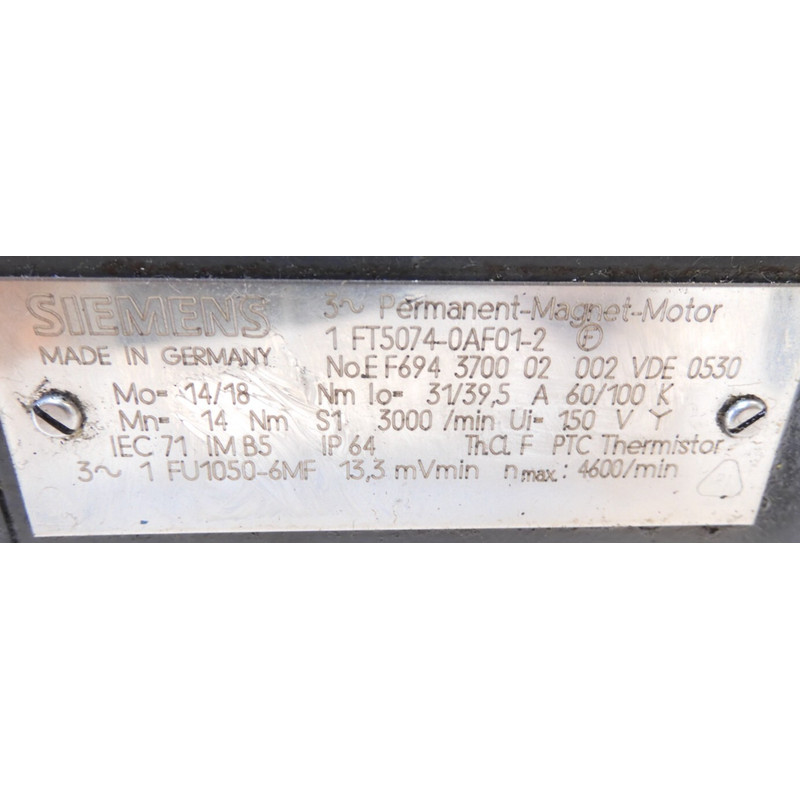 SIEMENS 3~ Permanent-Magnet-Motor
1 FT5074-0AF01-2 Ⓕ
MADE IN GERMANY No.E F694 3700 02 002 VDE 0530
Mo= 14/18 Nm Io= 31/39,5 A 60/100 K
Mn= 14 Nm S1 3000 /min Ui= 150 V Y
IEC 71 IM B5 IP 64 Th.Cl. F PTC Thermistor
3~ 1 FU1050-6MF 13,3 mVmin nmax.: 4600/min